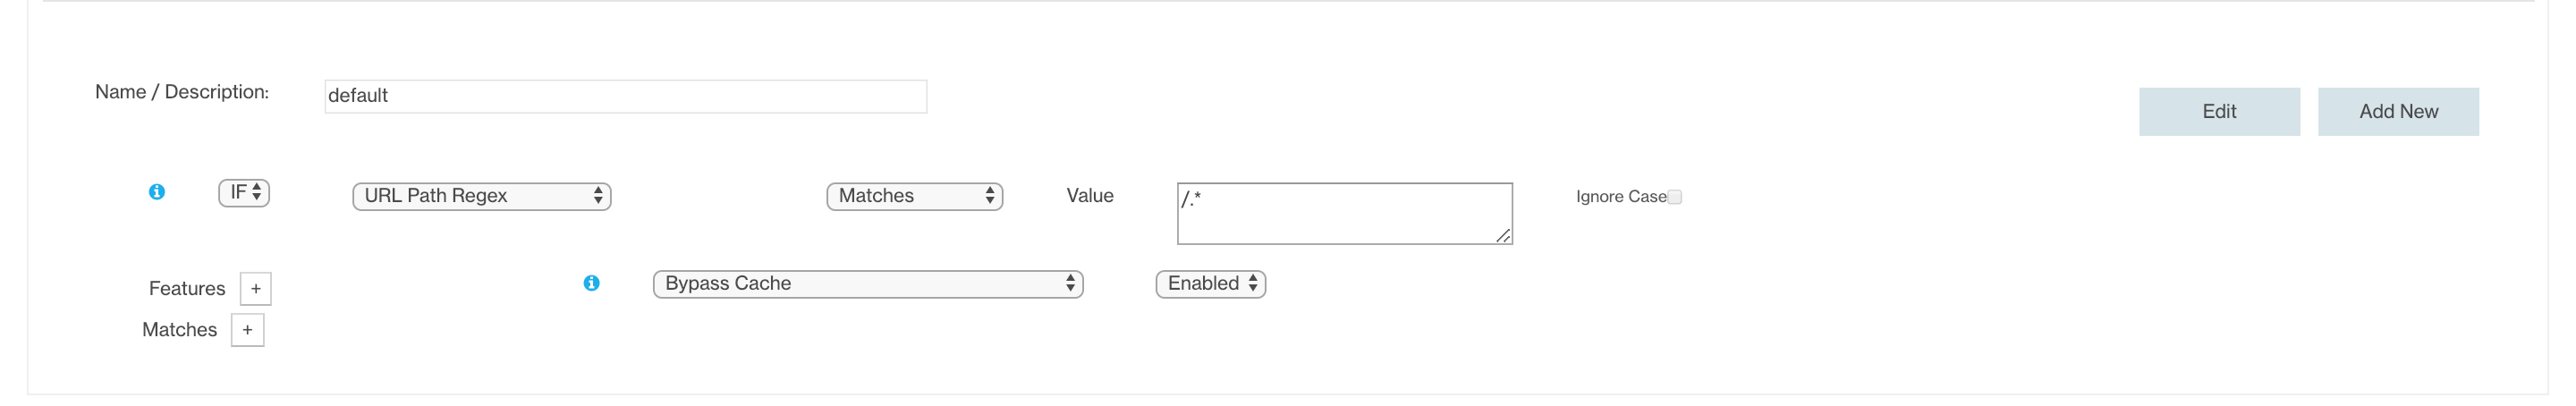 Name / Description: default Edit Add New
IF URL Path Regex Matches Value /.* Ignore Case
Features + Bypass Cache Enabled
Matches +